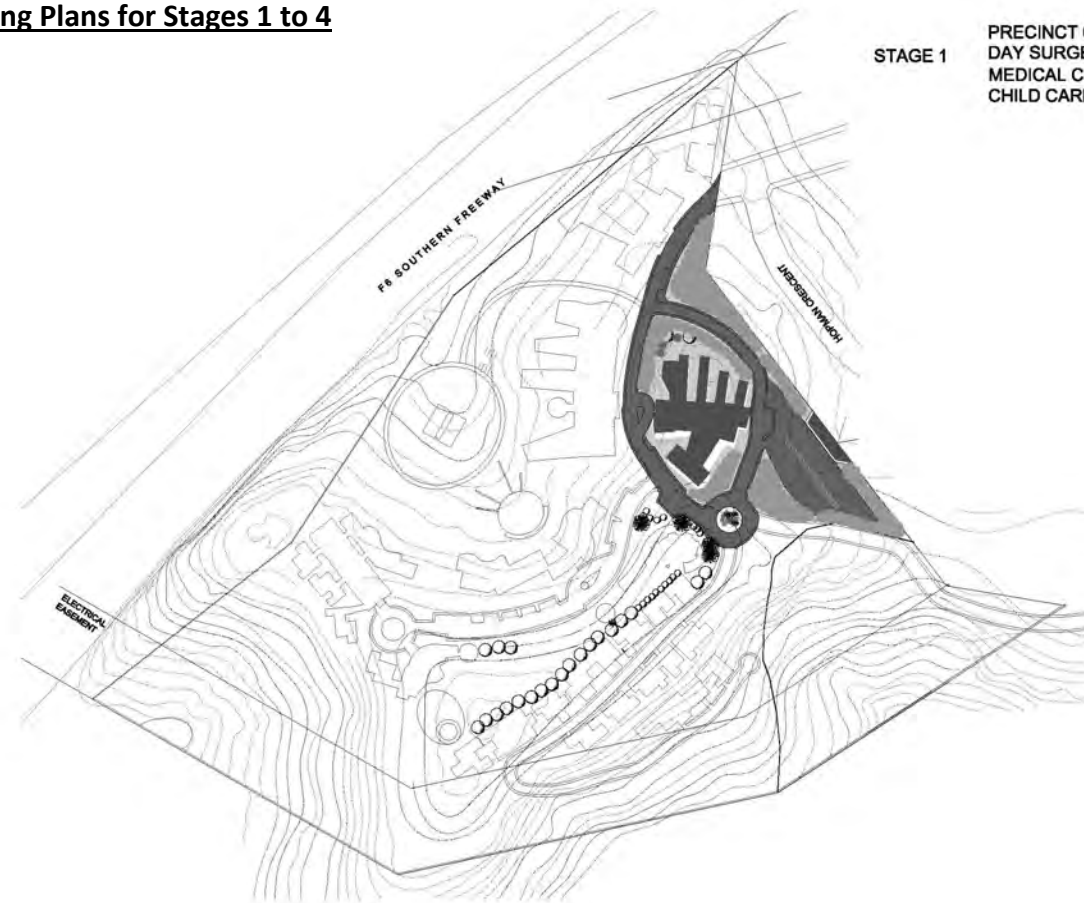 ng Plans for Stages 1 to 4
STAGE 1
PRECINCT
DAY SURGE
MEDICAL C
CHILD CAR
F6 SOUTHERN FREEWAY
HOPMAN CRESCENT
ELECTRICAL
EASEMENT